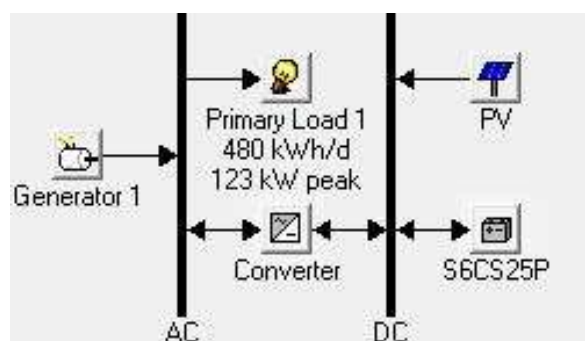 Primary Load 1
480 kWh/d
123 kW peak
PV
Generator 1
Converter
S6CS25P
AC
DC